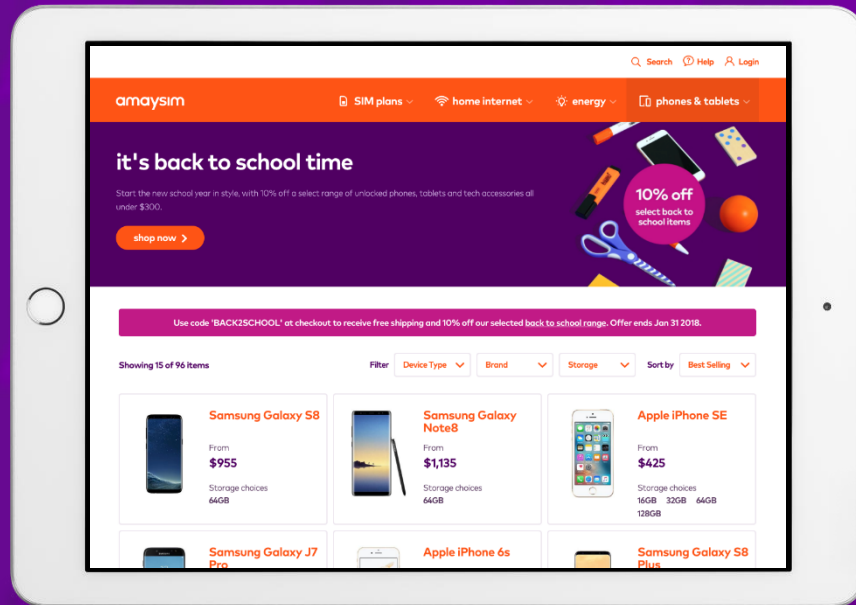 Search Help Login
amaysim SIM plans home internet energy phones & tablets
it's back to school time
Start the new school year in style, with 10% off a select range of unlocked phones, tablets and tech accessories all
under $300.
shop now
10% off
select back to
school items
Use code 'BACK2SCHOOL' at checkout to receive free shipping and 10% off our selected back to school range. Offer ends Jan 31 2018.
Showing 15 of 96 items Filter Device Type Brand Storage Sort by Best Selling
Samsung Galaxy S8
From
$955
Storage choices
64GB
Samsung Galaxy
Note8
From
$1,135
Storage choices
64GB
Apple iPhone SE
From
$425
Storage choices
16GB 32GB 64GB
128GB
Samsung Galaxy J7
Pro
Apple iPhone 6s
Samsung Galaxy S8
Plus